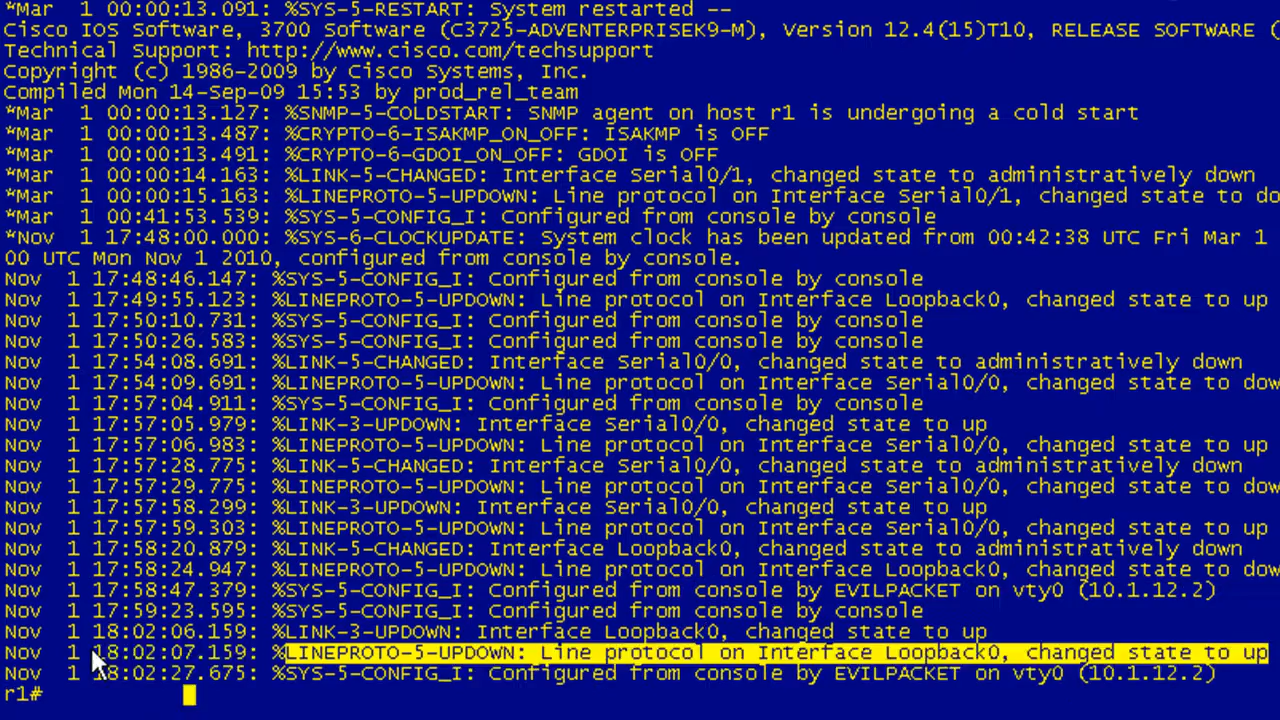 *Mar  1 00:00:13.091: %SYS-5-RESTART: System restarted --
Cisco IOS Software, 3700 Software (C3725-ADVENTERPRISEK9-M), Version 12.4(15)T10, RELEASE SOFTWARE (
Technical Support: http://www.cisco.com/techsupport
Copyright (c) 1986-2009 by Cisco Systems, Inc.
Compiled Mon 14-Sep-09 15:53 by prod_rel_team
*Mar  1 00:00:13.127: %SNMP-5-COLDSTART: SNMP agent on host r1 is undergoing a cold start
*Mar  1 00:00:13.487: %CRYPTO-6-ISAKMP_ON_OFF: ISAKMP is OFF
*Mar  1 00:00:13.491: %CRYPTO-6-GDOI_ON_OFF: GDOI is OFF
*Mar  1 00:00:14.163: %LINK-5-CHANGED: Interface Serial0/1, changed state to administratively down
*Mar  1 00:00:15.163: %LINEPROTO-5-UPDOWN: Line protocol on Interface Serial0/1, changed state to do
*Mar  1 00:41:53.539: %SYS-5-CONFIG_I: Configured from console by console
*Nov  1 17:48:00.000: %SYS-6-CLOCKUPDATE: System clock has been updated from 00:42:38 UTC Fri Mar 1
00 UTC Mon Nov 1 2010, configured from console by console.
Nov  1 17:48:46.147: %SYS-5-CONFIG_I: Configured from console by console
Nov  1 17:49:55.123: %LINEPROTO-5-UPDOWN: Line protocol on Interface Loopback0, changed state to up
Nov  1 17:50:10.731: %SYS-5-CONFIG_I: Configured from console by console
Nov  1 17:50:26.583: %SYS-5-CONFIG_I: Configured from console by console
Nov  1 17:54:08.691: %LINK-5-CHANGED: Interface Serial0/0, changed state to administratively down
Nov  1 17:54:09.691: %LINEPROTO-5-UPDOWN: Line protocol on Interface Serial0/0, changed state to dow
Nov  1 17:57:04.911: %SYS-5-CONFIG_I: Configured from console by console
Nov  1 17:57:05.979: %LINK-3-UPDOWN: Interface Serial0/0, changed state to up
Nov  1 17:57:06.983: %LINEPROTO-5-UPDOWN: Line protocol on Interface Serial0/0, changed state to up
Nov  1 17:57:28.775: %LINK-5-CHANGED: Interface Serial0/0, changed state to administratively down
Nov  1 17:57:29.775: %LINEPROTO-5-UPDOWN: Line protocol on Interface Serial0/0, changed state to dow
Nov  1 17:57:58.299: %LINK-3-UPDOWN: Interface Serial0/0, changed state to up
Nov  1 17:57:59.303: %LINEPROTO-5-UPDOWN: Line protocol on Interface Serial0/0, changed state to up
Nov  1 17:58:20.879: %LINK-5-CHANGED: Interface Loopback0, changed state to administratively down
Nov  1 17:58:24.947: %LINEPROTO-5-UPDOWN: Line protocol on Interface Loopback0, changed state to dow
Nov  1 17:58:47.379: %SYS-5-CONFIG_I: Configured from console by EVILPACKET on vty0 (10.1.12.2)
Nov  1 17:59:23.595: %SYS-5-CONFIG_I: Configured from console by console
Nov  1 18:02:06.159: %LINK-3-UPDOWN: Interface Loopback0, changed state to up
Nov  1 18:02:07.159: %LINEPROTO-5-UPDOWN: Line protocol on Interface Loopback0, changed state to up
Nov  1 18:02:27.675: %SYS-5-CONFIG_I: Configured from console by EVILPACKET on vty0 (10.1.12.2)
r1#